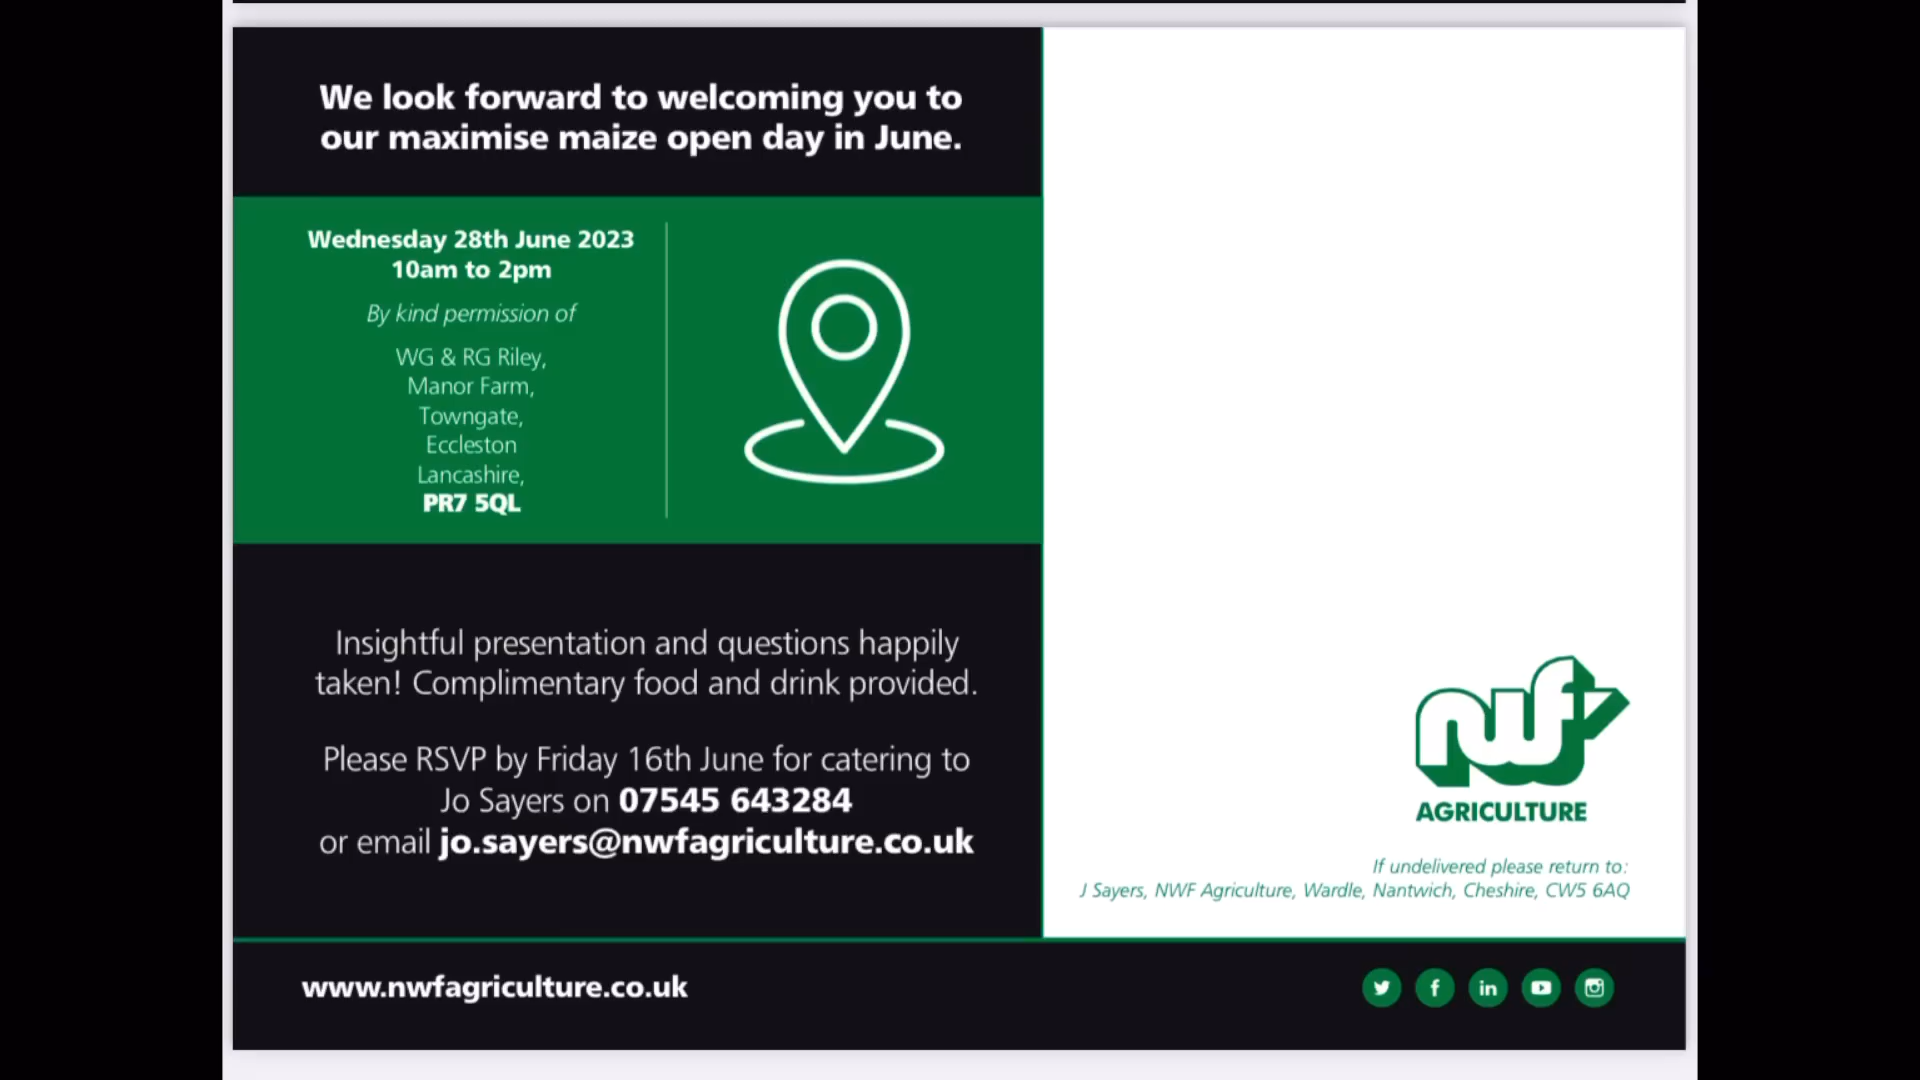 We look forward to welcoming you to
our maximise maize open day in June.
Wednesday 28th June 2023
10am to 2pm
By kind permission of
WG & RG Riley,
Manor Farm,
Towngate,
Eccleston
Lancashire,
PR7 5QL
Insightful presentation and questions happily
taken! Complimentary food and drink provided.
Please RSVP by Friday 16th June for catering to
Jo Sayers on 07545 643284
or email jo.sayers@nwfagriculture.co.uk
nwf
AGRICULTURE
If undelivered please return to:
J Sayers, NWF Agriculture, Wardle, Nantwich, Cheshire, CW5 6AQ
www.nwfagriculture.co.uk
f
in